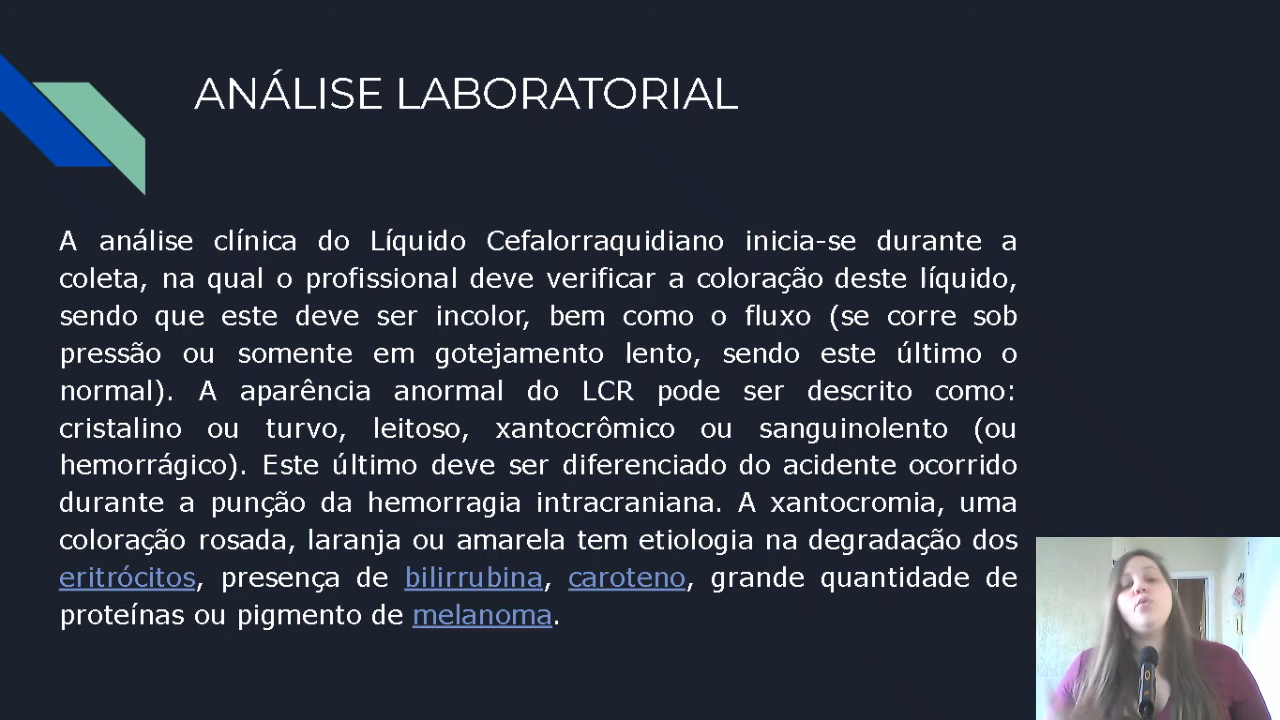 ANÁLISE LABORATORIAL
A análise clínica do Líquido Cefalorraquidiano inicia-se durante a
coleta, na qual o profissional deve verificar a coloração deste líquido,
sendo que este deve ser incolor, bem como o fluxo (se corre sob
pressão ou somente em gotejamento lento, sendo este último o
normal). A aparência anormal do LCR pode ser descrito como:
cristalino ou turvo, leitoso, xantocrômico ou sanguinolento (ou
hemorrágico). Este último deve ser diferenciado do acidente ocorrido
durante a punção da hemorragia intracraniana. A xantocromia, uma
coloração rosada, laranja ou amarela tem etiologia na degradação dos
eritrócitos, presença de bilirrubina, caroteno, grande quantidade de
proteínas ou pigmento de melanoma.